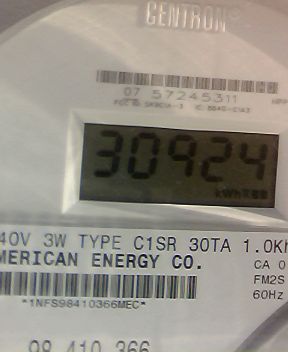 CENTRON®
07 57245311
30924
kWh
40V 3W TYPE C1SR 30TA 1.0Kh
MERICAN ENERGY CO.
CA 0
FM2S
60Hz
*1NFS98410366MEC*
98 410 366